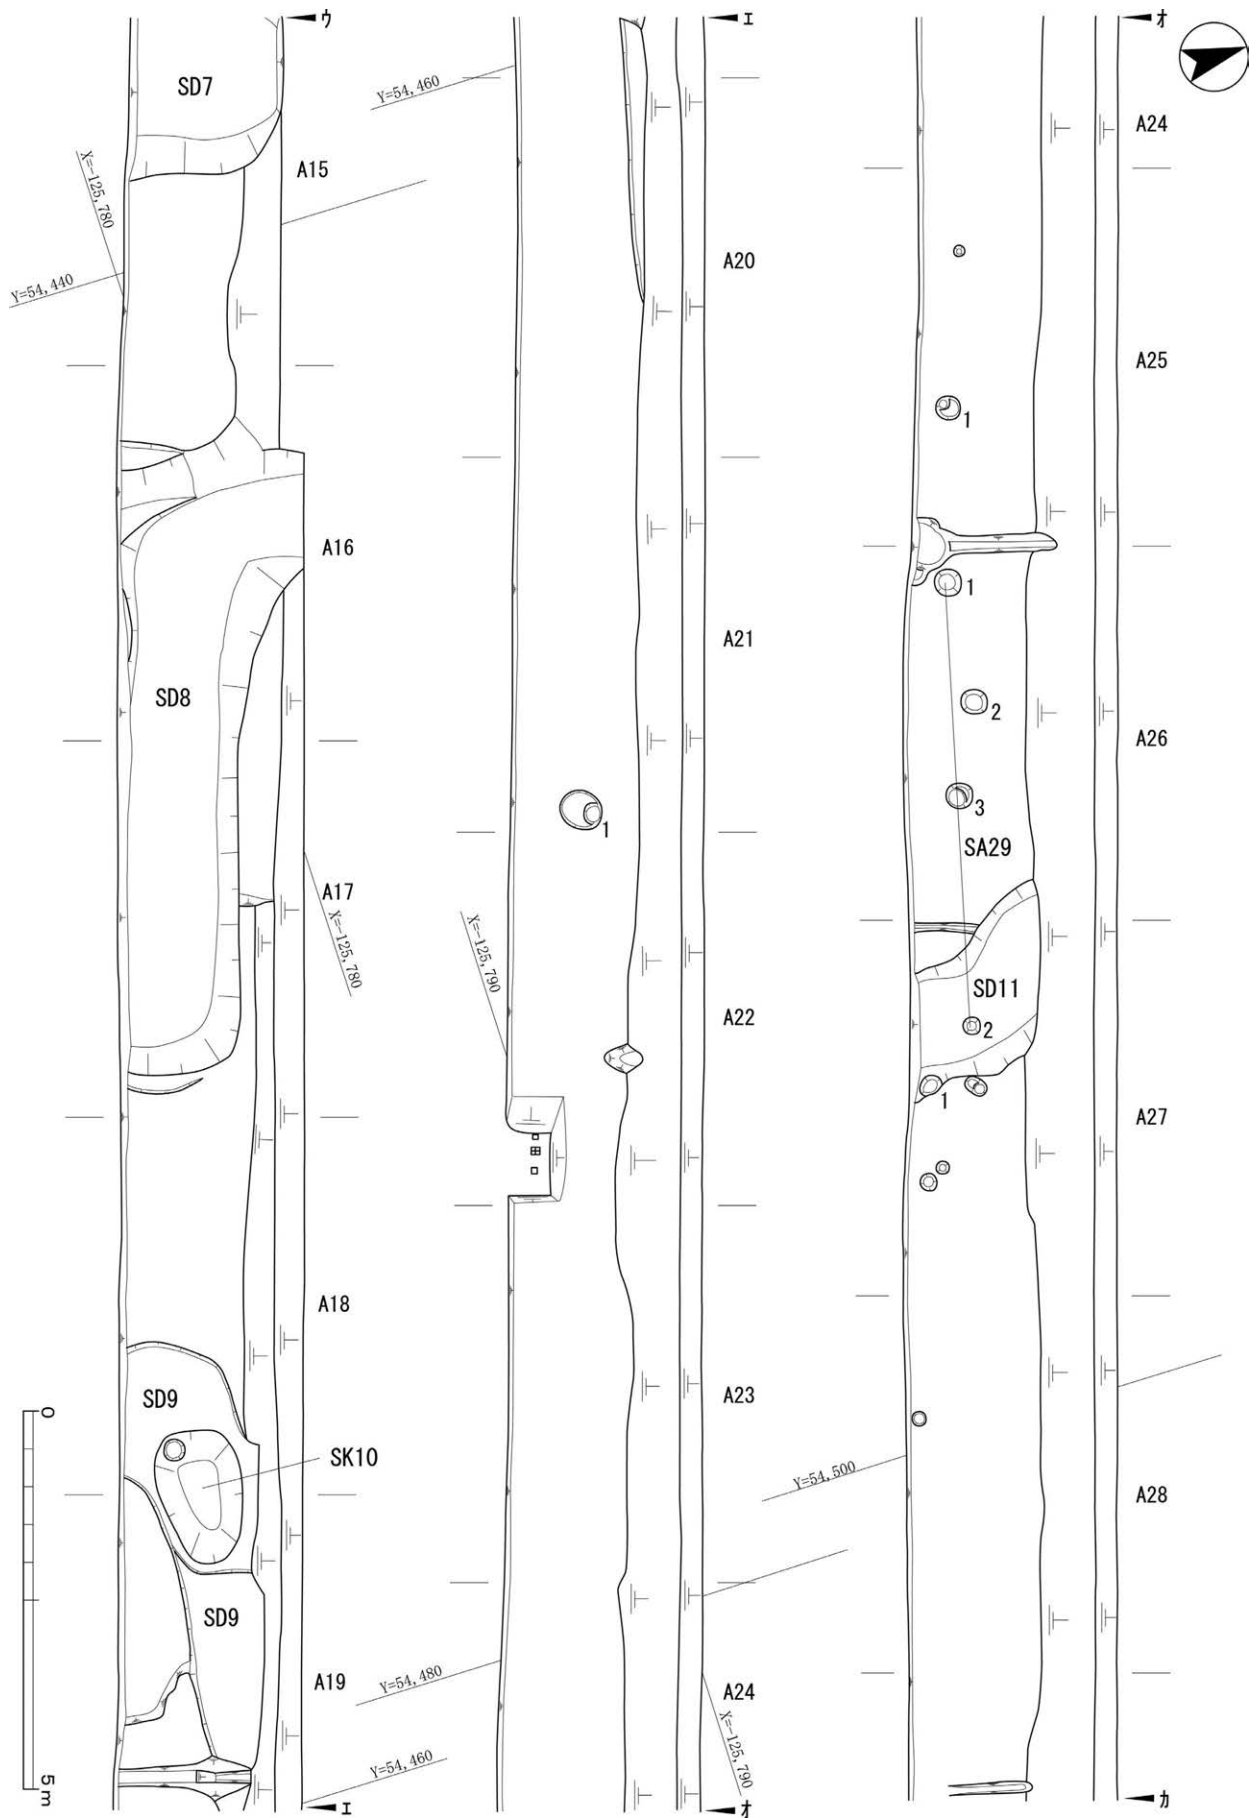 ウ
SD7
A15
X=-125,780
Y=54,440
A16
SD8
A17
X=-125,780
A18
SD9
SK10
SD9
A19
Y=54,460
エ
0
5m
エ
Y=54,460
A20
A21
1
X=-125,790
A22
A23
Y=54,480
A24
X=-125,790
オ
オ
A24
A25
1
1
2
A26
3
SA29
SD11
2
1
A27
Y=54,500
A28
カ